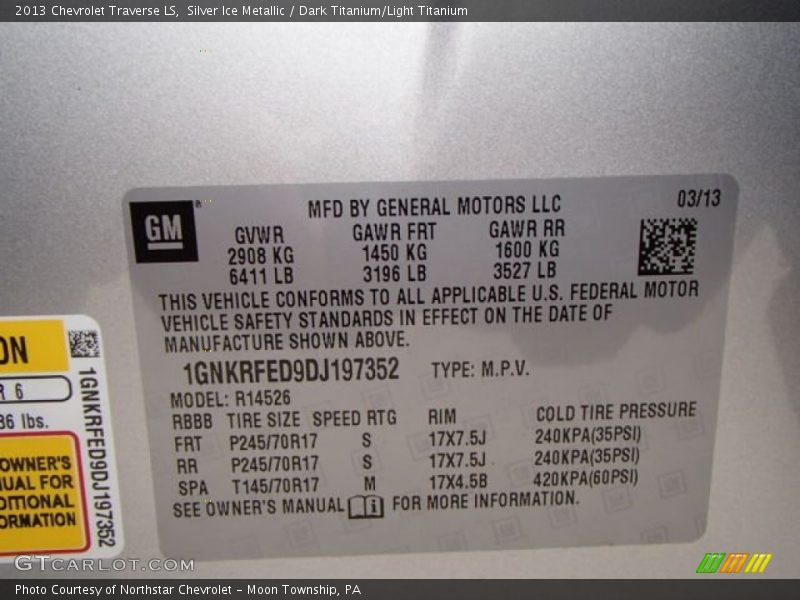 2013 Chevrolet Traverse LS,  Silver Ice Metallic / Dark Titanium/Light Titanium
GM®
MFD BY GENERAL MOTORS LLC
03/13
GVWR GAWR FRT GAWR RR
2908 KG 1450 KG 1600 KG
6411 LB 3196 LB 3527 LB
THIS VEHICLE CONFORMS TO ALL APPLICABLE U.S. FEDERAL MOTOR
VEHICLE SAFETY STANDARDS IN EFFECT ON THE DATE OF
MANUFACTURE SHOWN ABOVE.
1GNKRFED9DJ197352 TYPE: M.P.V.
MODEL: R14526
RBBB TIRE SIZE SPEED RTG RIM COLD TIRE PRESSURE
FRT P245/70R17 S 17X7.5J 240KPA(35PSI)
RR P245/70R17 S 17X7.5J 240KPA(35PSI)
SPA T145/70R17 M 17X4.5B 420KPA(60PSI)
SEE OWNER'S MANUAL FOR MORE INFORMATION.
ON
R 6
36 lbs.
OWNER'S
UAL FOR
DITIONAL
ORMATION
1GNKRFED9DJ197352
GTCARLOT.COM
Photo Courtesy of Northstar Chevrolet - Moon Township, PA